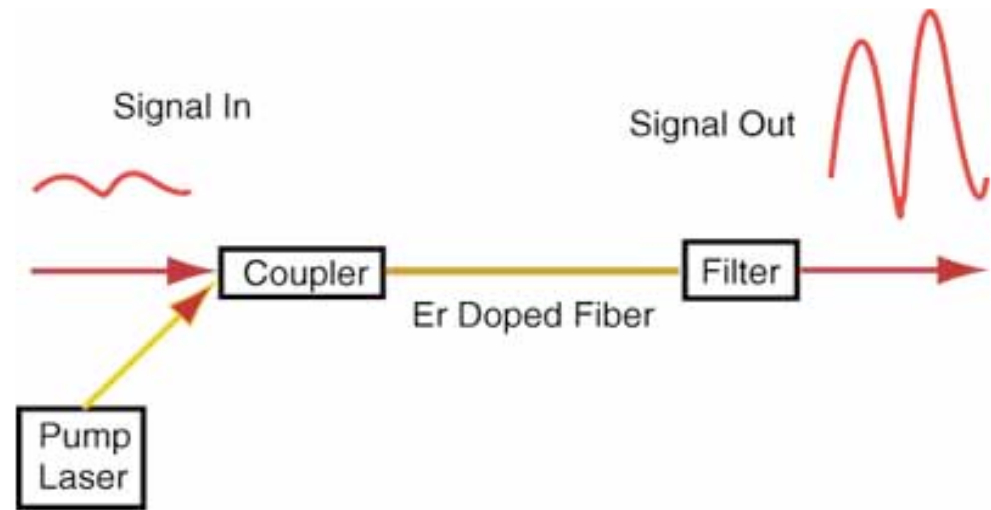 Signal In
Signal Out
Coupler
Filter
Er Doped Fiber
Pump
Laser